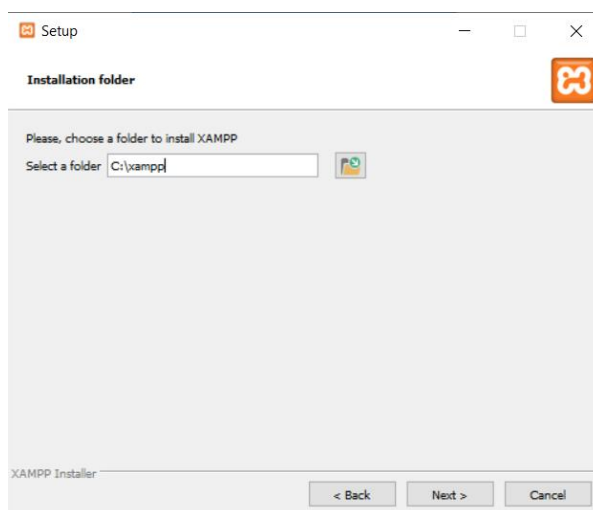 Setup
Installation folder
Please, choose a folder to install XAMPP
Select a folder C:\xampp
XAMPP Installer
< Back Next > Cancel